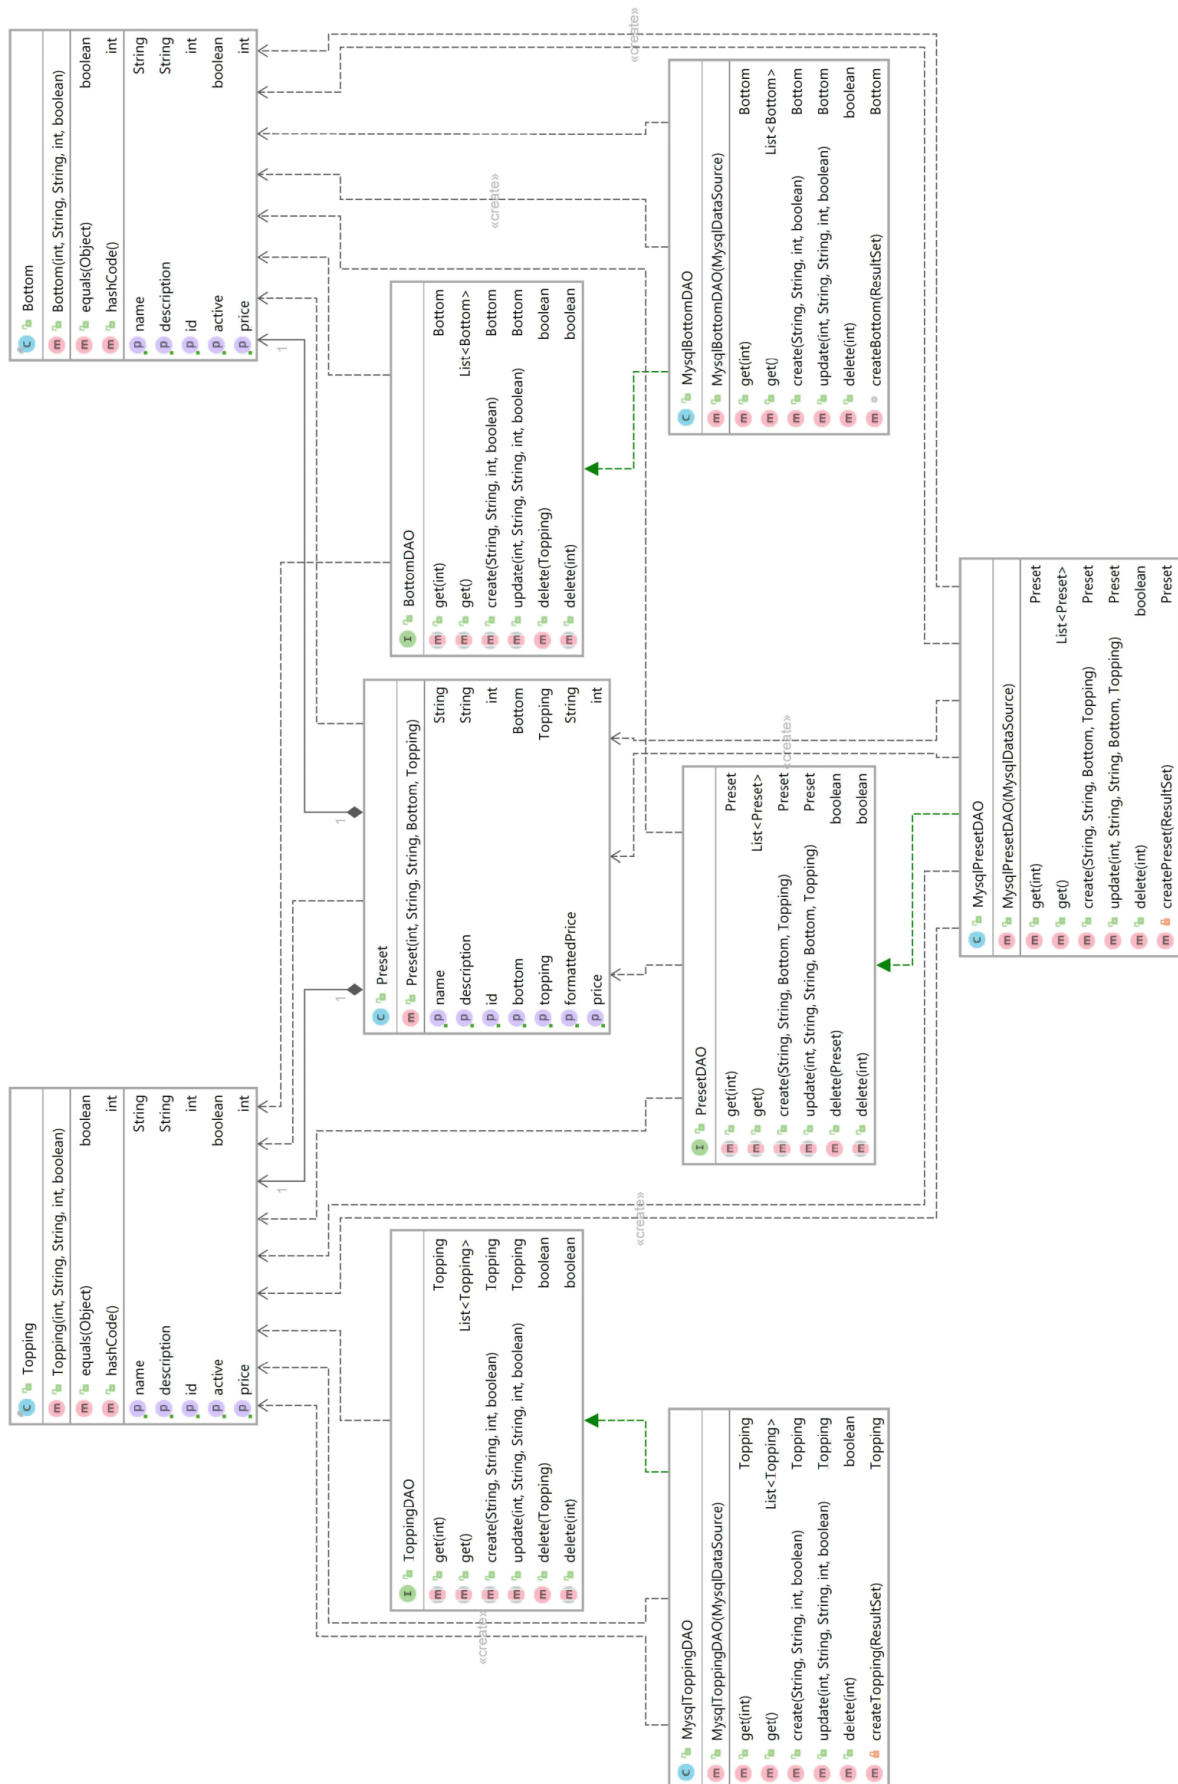 Topping
Topping(int, String, String, int, boolean)
equals(Object) boolean
hashCode() int
name String
description String
id int
active boolean
price int
Bottom
Bottom(int, String, String, int, boolean)
equals(Object) boolean
hashCode() int
name String
description String
id int
active boolean
price int
1
1
1
1
ToppingDAO
get(int) Topping
get() List<Topping>
create(String, String, int, boolean) Topping
update(int, String, String, int, boolean) Topping
delete(Topping) boolean
delete(int) boolean
Preset
Preset(int, String, String, Bottom, Topping)
name String
description String
id int
bottom Bottom
topping Topping
formattedPrice String
price int
BottomDAO
get(int) Bottom
get() List<Bottom>
create(String, String, int, boolean) Bottom
update(int, String, String, int, boolean) Bottom
delete(Topping) boolean
delete(int) boolean
«create»
«create»
«create»
«create»
«create»
MysqlToppingDAO
MysqlToppingDAO(MysqlDataSource)
get(int) Topping
get() List<Topping>
create(String, String, int, boolean) Topping
update(int, String, String, int, boolean) Topping
delete(int) boolean
createTopping(ResultSet) Topping
PresetDAO
get(int) Preset
get() List<Preset>
create(String, String, Bottom, Topping) Preset
update(int, String, String, Bottom, Topping) Preset
delete(Preset) boolean
delete(int) boolean
MysqlBottomDAO
MysqlBottomDAO(MysqlDataSource)
get(int) Bottom
get() List<Bottom>
create(String, String, int, boolean) Bottom
update(int, String, String, int, boolean) Bottom
delete(int) boolean
createBottom(ResultSet) Bottom
MysqlPresetDAO
MysqlPresetDAO(MysqlDataSource)
get(int) Preset
get() List<Preset>
create(String, String, Bottom, Topping) Preset
update(int, String, String, Bottom, Topping) Preset
delete(int) boolean
createPreset(ResultSet) Preset